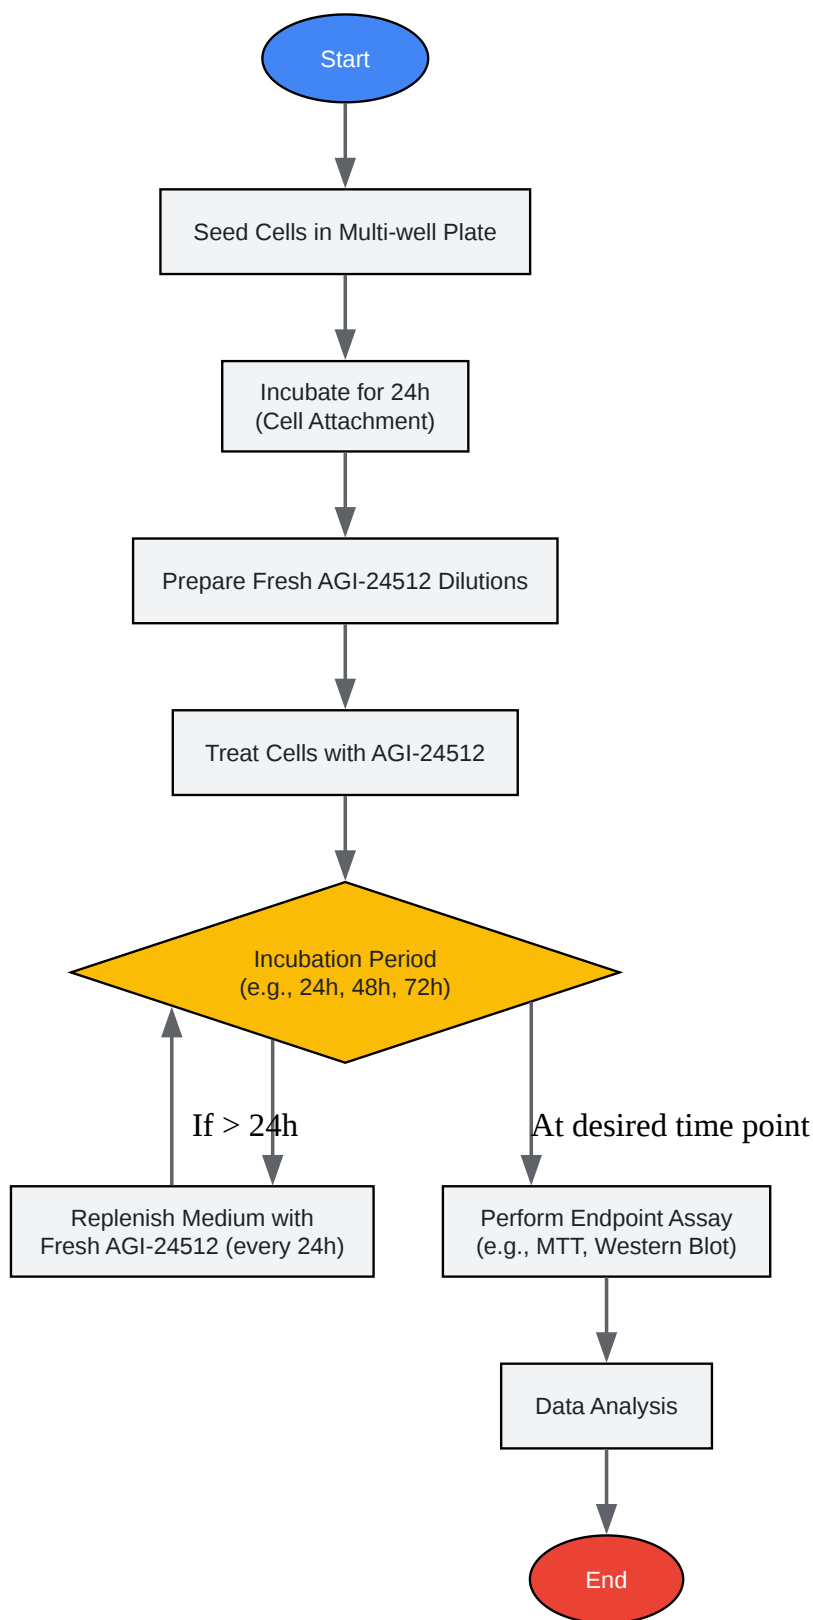 Start
Seed Cells in Multi-well Plate
Incubate for 24h
(Cell Attachment)
Prepare Fresh AGI-24512 Dilutions
Treat Cells with AGI-24512
Incubation Period
(e.g., 24h, 48h, 72h)
If > 24h
At desired time point
Replenish Medium with
Fresh AGI-24512 (every 24h)
Perform Endpoint Assay
(e.g., MTT, Western Blot)
Data Analysis
End